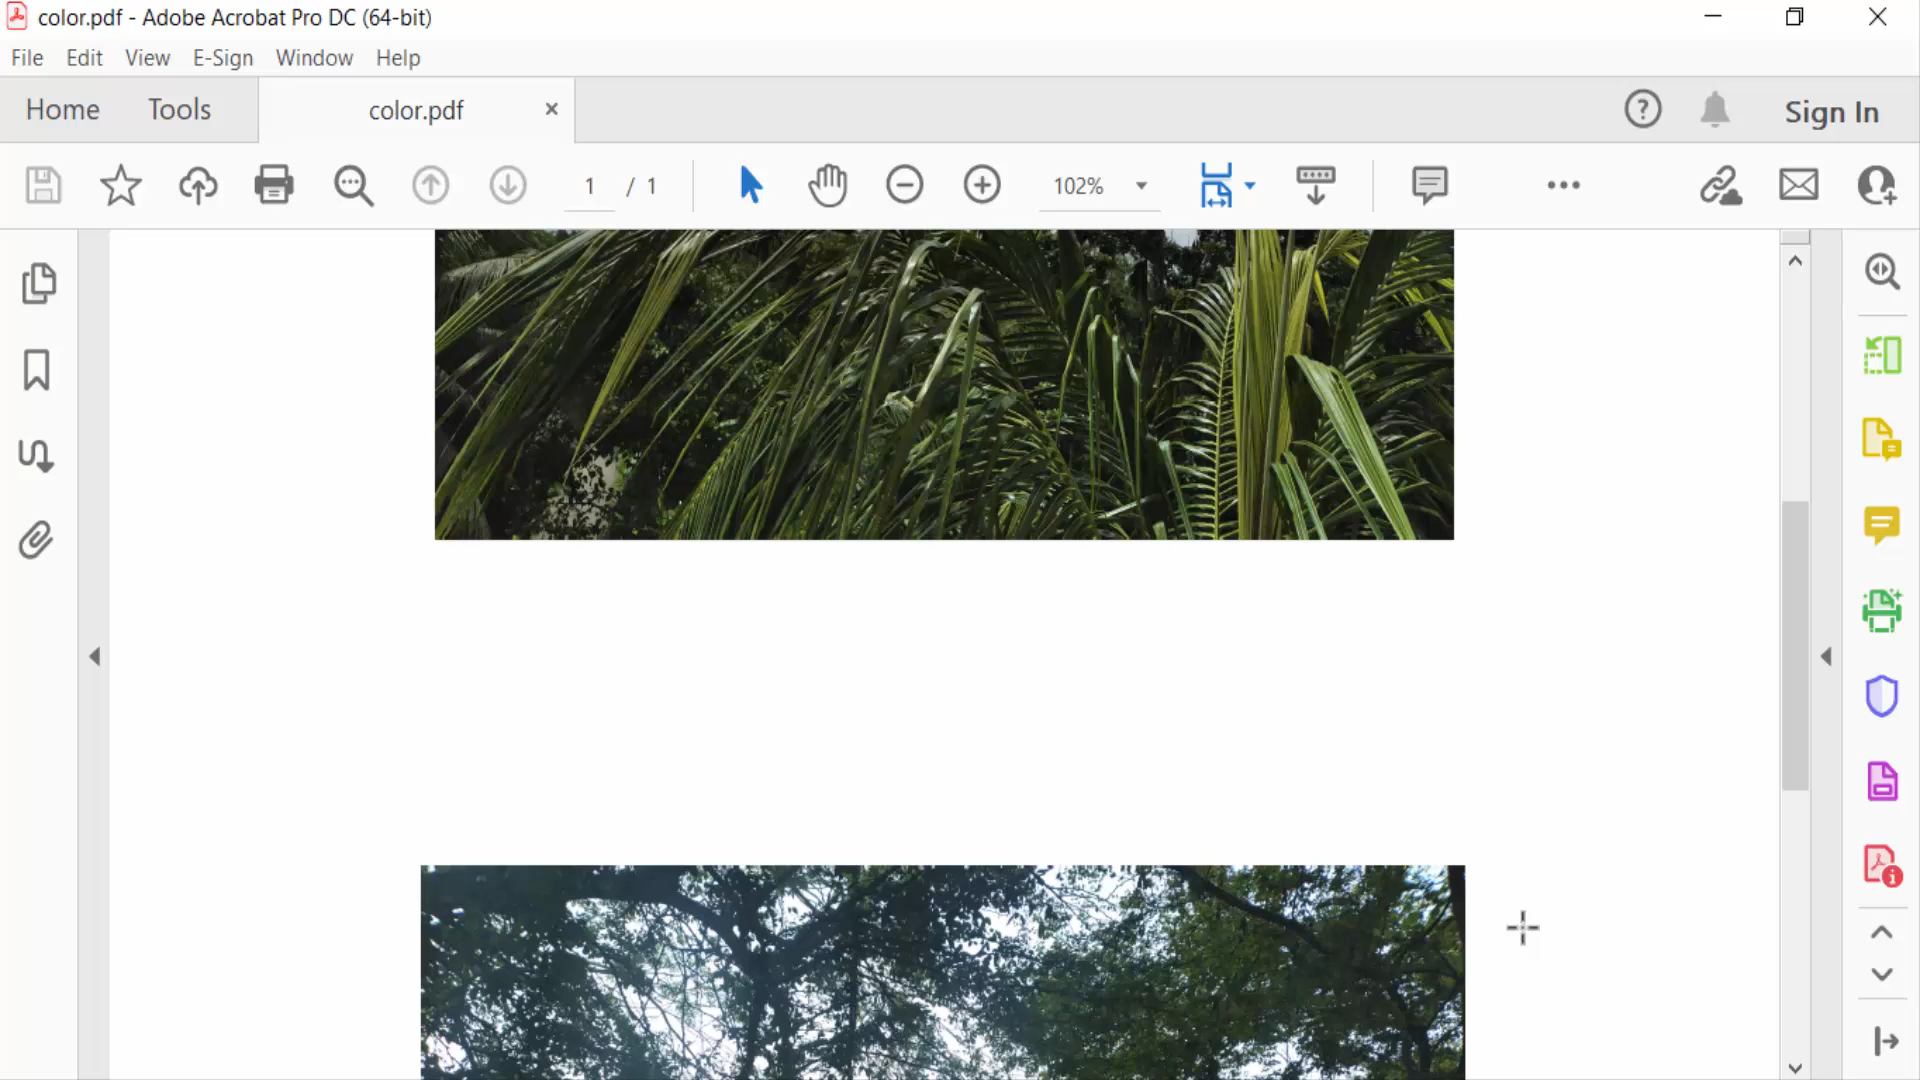 color.pdf - Adobe Acrobat Pro DC (64-bit)
File Edit View E-Sign Window Help
Home Tools color.pdf × Sign In
1 / 1 102%